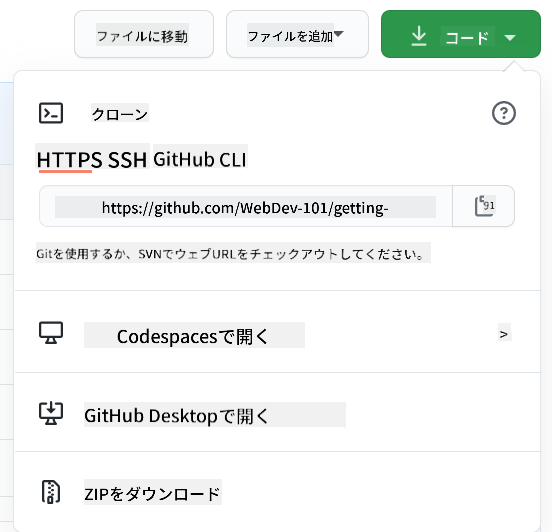 ファイルに移動 ファイルを追加 コード
クローン
HTTPS SSH GitHub CLI
https://github.com/WebDev-101/getting-
91
Gitを使用するか、SVNでウェブURLをチェックアウトしてください。
Codespacesで開く >
GitHub Desktopで開く
ZIPをダウンロード